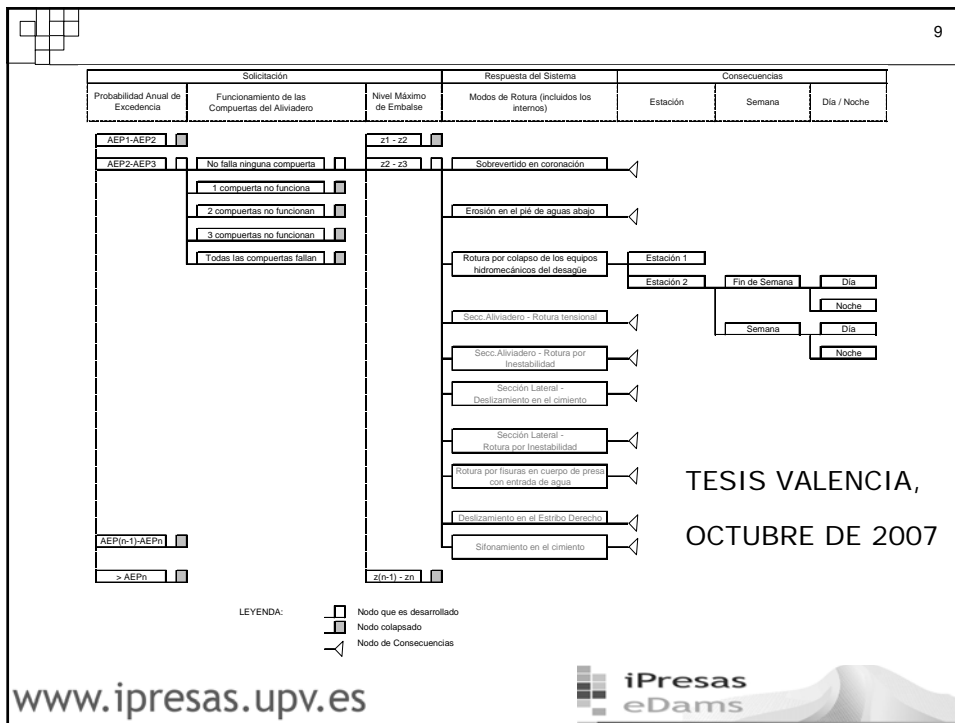 9
Solicitación
Respuesta del Sistema
Consecuencias
Probabilidad Anual de
Excedencia
Funcionamiento de las
Compuertas del Aliviadero
Nivel Máximo
de Embalse
Modos de Rotura (incluidos los
internos)
Estación
Semana
Día / Noche
AEP1-AEP2
z1 - z2
AEP2-AEP3
No falla ninguna compuerta
z2 - z3
Sobrevertido en coronación
1 compuerta no funciona
2 compuertas no funcionan
Erosión en el pié de aguas abajo
3 compuertas no funcionan
Todas las compuertas fallan
Rotura por colapso de los equipos
hidromecánicos del desagüe
Estación 1
Estación 2
Fin de Semana
Día
Noche
Secc.Aliviadero - Rotura tensional
Semana
Día
Noche
Secc.Aliviadero - Rotura por
Inestabilidad
Sección Lateral -
Deslizamiento en el cimiento
Sección Lateral -
Rotura por Inestabilidad
Rotura por fisuras en cuerpo de presa
con entrada de agua
TESIS VALENCIA,
OCTUBRE DE 2007
Deslizamiento en el Estribo Derecho
AEP(n-1)-AEPn
Sifonamiento en el cimiento
> AEPn
z(n-1) - zn
LEYENDA:
Nodo que es desarrollado
Nodo colapsado
Nodo de Consecuencias
www.ipresas.upv.es
iPresas
eDams